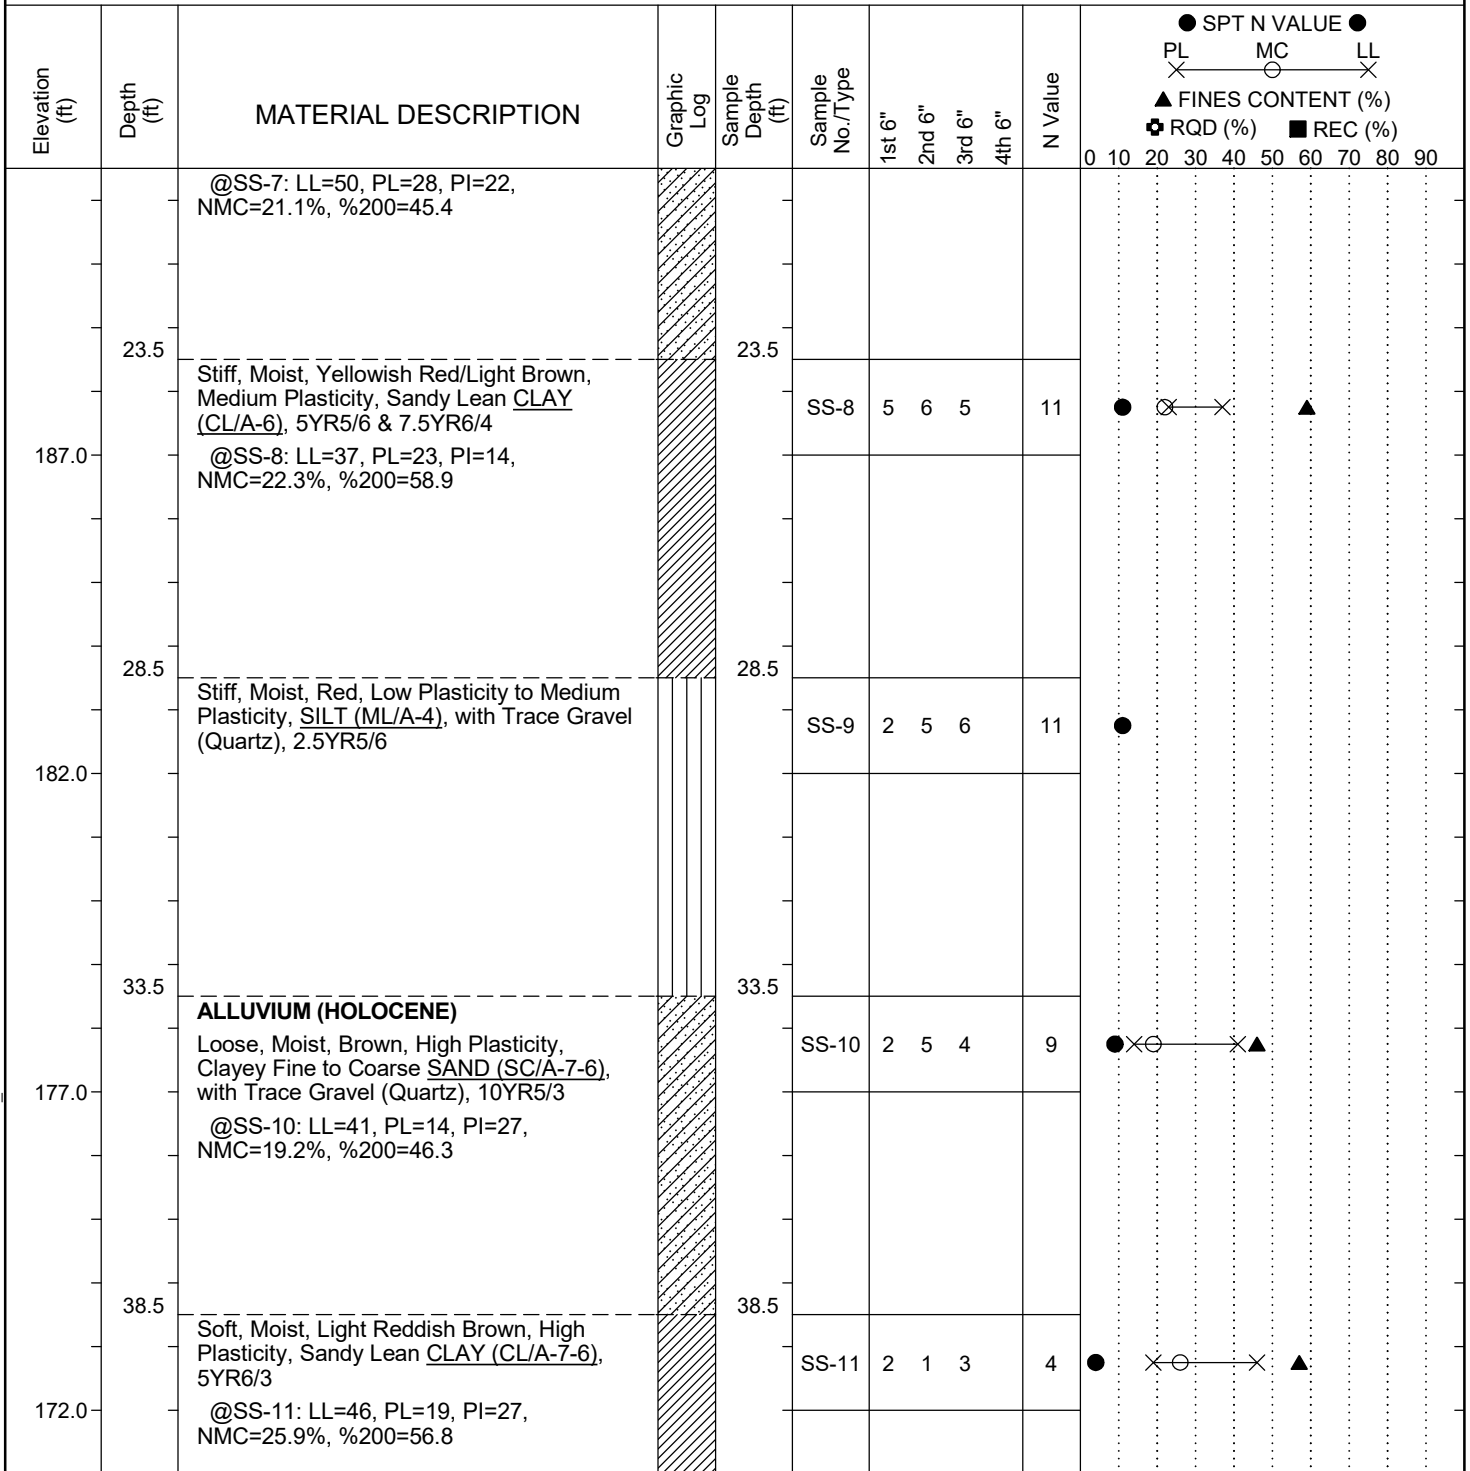 Elevation
(ft)
Depth
(ft)
MATERIAL DESCRIPTION
Graphic
Log
Sample
Depth
(ft)
Sample
No./Type
1st 6"
2nd 6"
3rd 6"
4th 6"
N Value
● SPT N VALUE ●
PL MC LL
▲ FINES CONTENT (%)
RQD (%) ■ REC (%)
0 10 20 30 40 50 60 70 80 90
@SS-7: LL=50, PL=28, PI=22,
NMC=21.1%, %200=45.4
23.5 23.5
Stiff, Moist, Yellowish Red/Light Brown,
Medium Plasticity, Sandy Lean CLAY
(CL/A-6), 5YR5/6 & 7.5YR6/4
SS-8 5 6 5 11
187.0
@SS-8: LL=37, PL=23, PI=14,
NMC=22.3%, %200=58.9
28.5 28.5
Stiff, Moist, Red, Low Plasticity to Medium
Plasticity, SILT (ML/A-4), with Trace Gravel
(Quartz), 2.5YR5/6
SS-9 2 5 6 11
182.0
33.5 33.5
ALLUVIUM (HOLOCENE)
Loose, Moist, Brown, High Plasticity,
Clayey Fine to Coarse SAND (SC/A-7-6),
with Trace Gravel (Quartz), 10YR5/3
SS-10 2 5 4 9
177.0
@SS-10: LL=41, PL=14, PI=27,
NMC=19.2%, %200=46.3
38.5 38.5
Soft, Moist, Light Reddish Brown, High
Plasticity, Sandy Lean CLAY (CL/A-7-6),
5YR6/3
SS-11 2 1 3 4
172.0
@SS-11: LL=46, PL=19, PI=27,
NMC=25.9%, %200=56.8